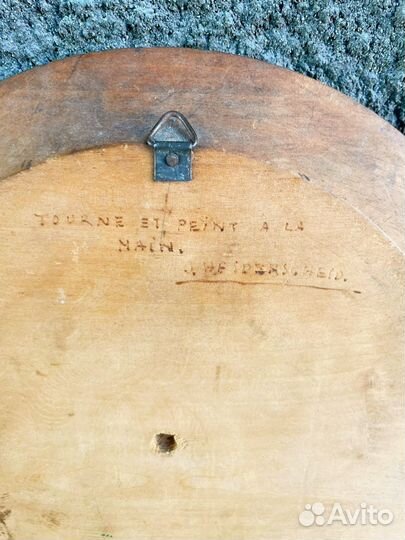 TOURNE ET PEINT A LA
MAIN.
J. HEIDERSCHEID.
Avito